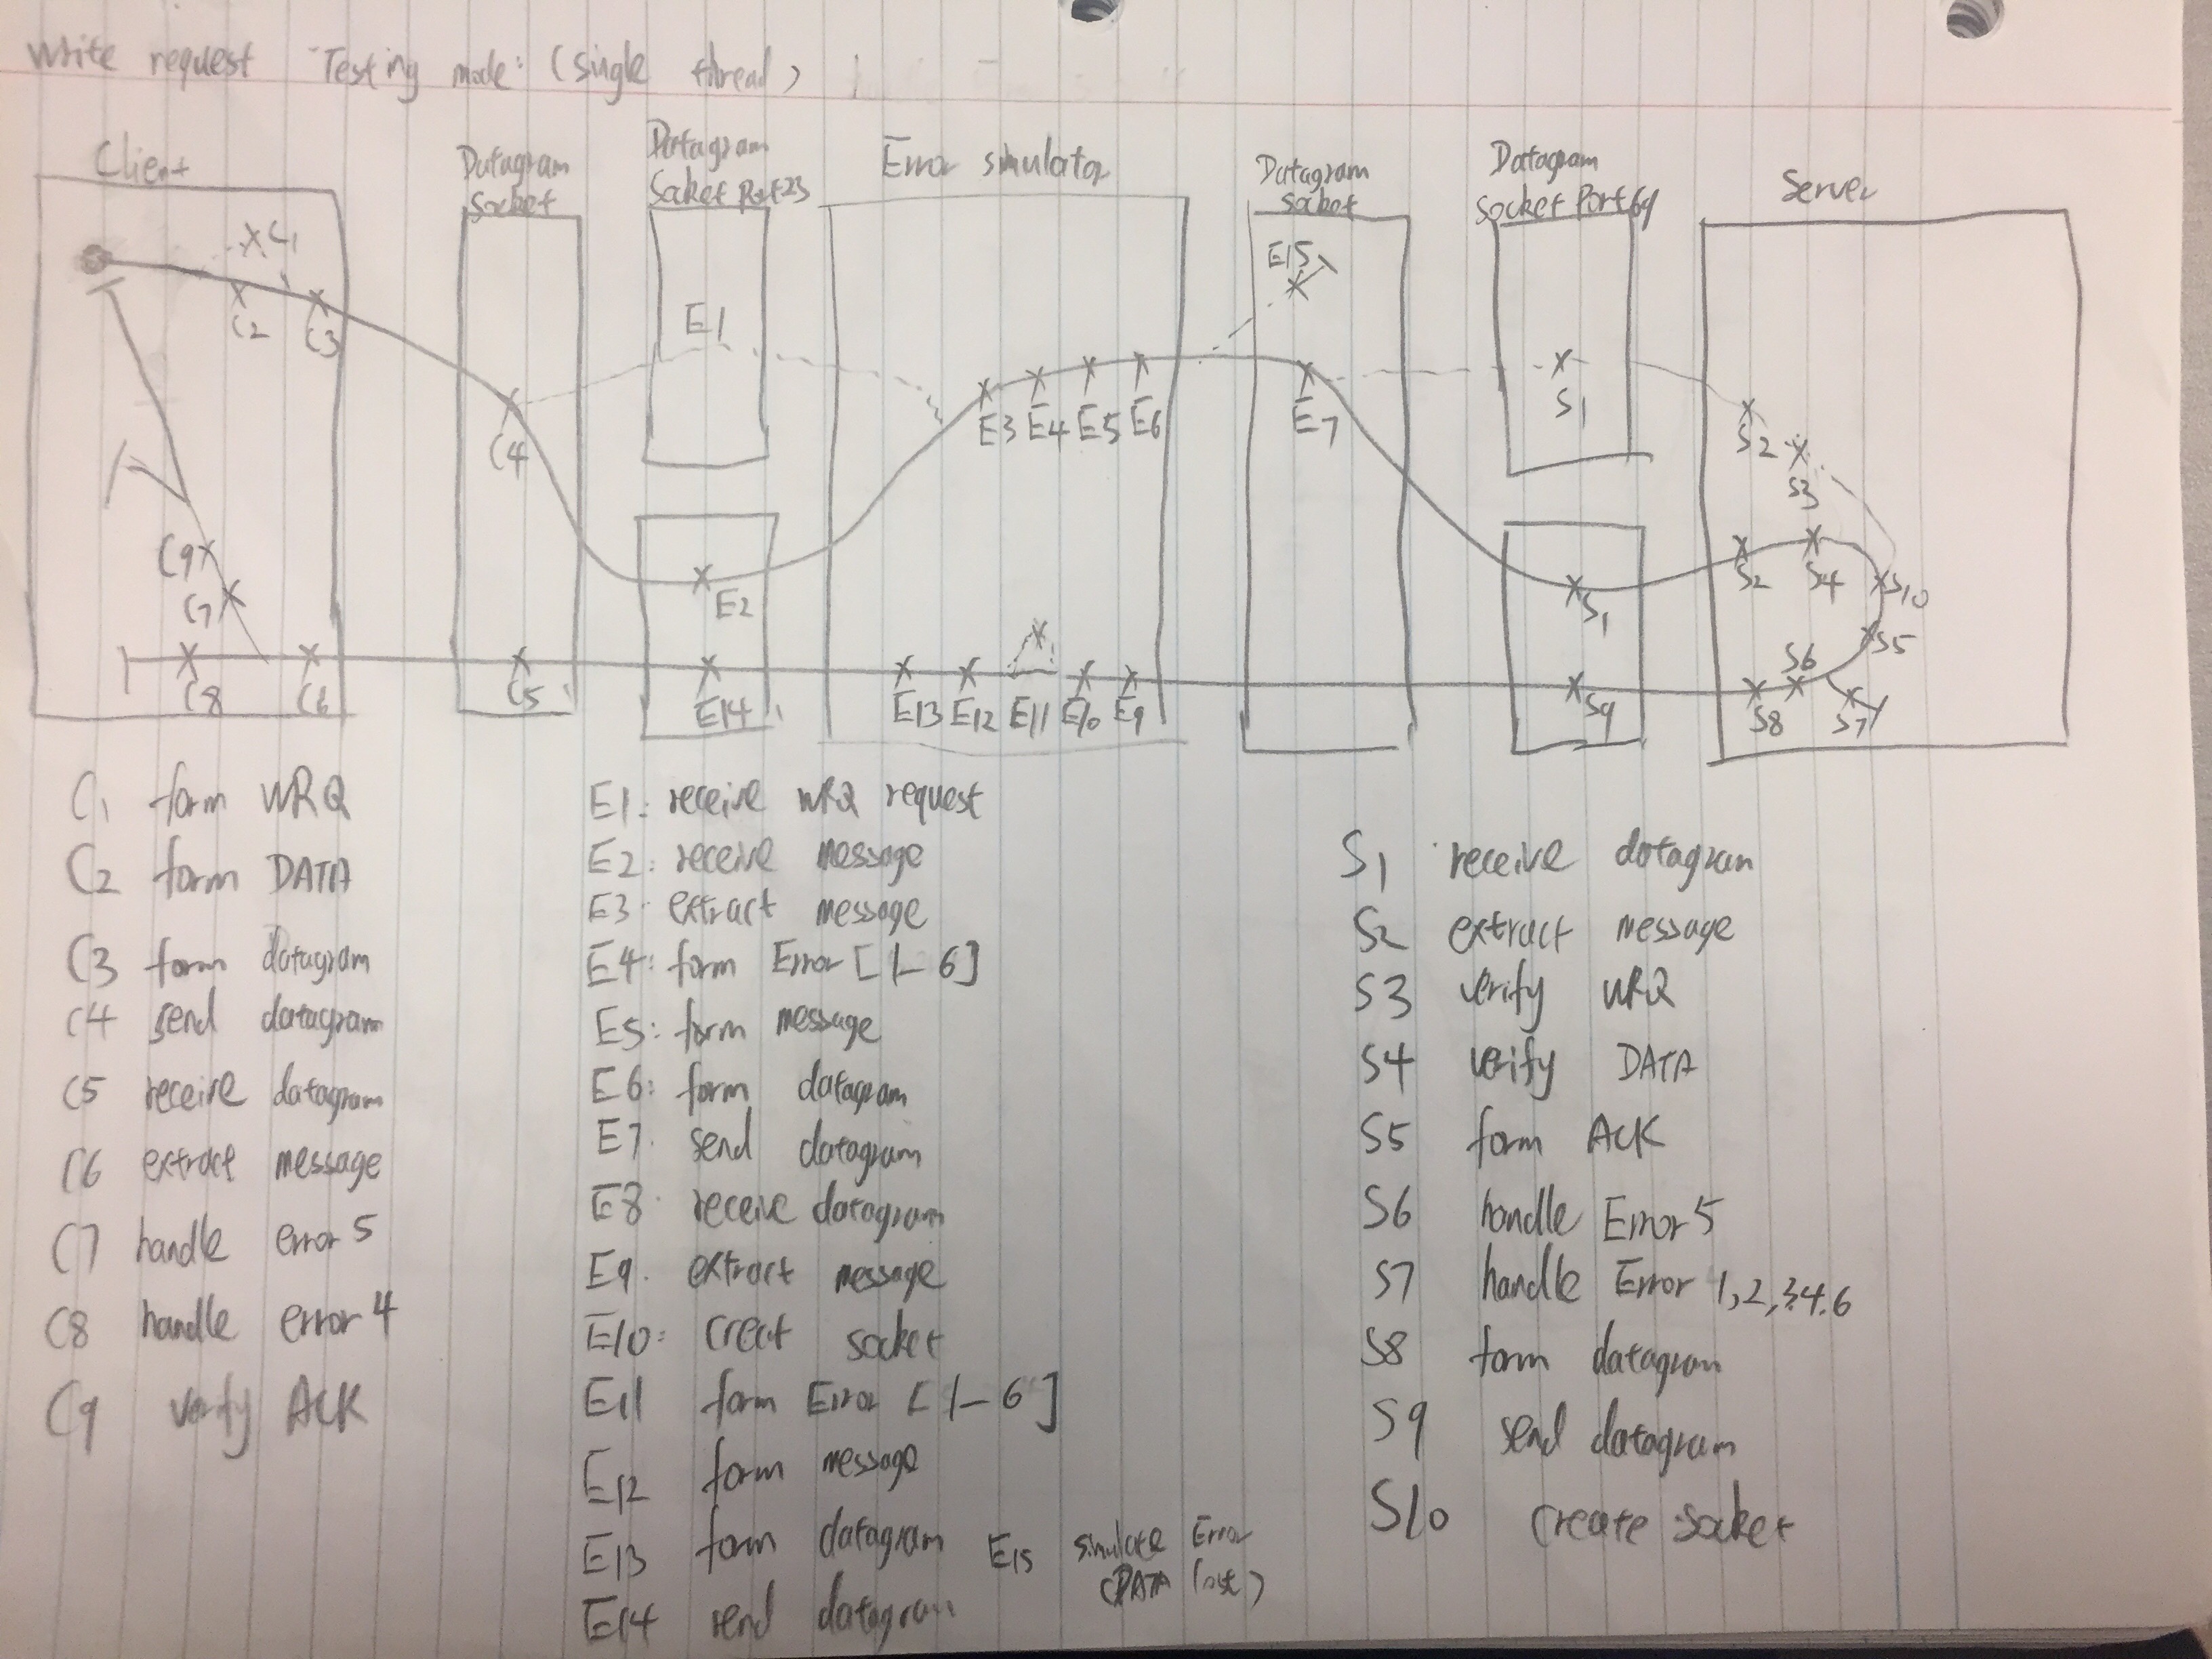 Write request Testing mode: (single thread)
Client
Datagram
Socket
Datagram
Socket Port23
Error simulator
Datagram
Socket
Datagram
Socket Port69
Server
C1
C2
C3
C4
E1
E2
E3 E4 E5 E6
E15
E7
S1
S2
S3
S2
S4
S10
S1
S5
S6
C9
C7
C8
C6
C5
E14
E13 E12 E11 E10 E9
S9
S8
S7
C1 form WRQ
C2 form DATA
C3 form datagram
C4 send datagram
C5 receive datagram
C6 extract message
C7 handle error 5
C8 handle error 4
C9 verify ACK
E1: receive WRQ request
E2: receive message
E3: extract message
E4: form Error [1-6]
E5: form message
E6: form datagram
E7. send datagram
E8. receive datagram
E9. extract message
E10: creat socket
E11 form Error [1-6]
E12 form message
E13 form datagram
E14 send datagram
E15 simulate Error
(DATA lost)
S1 receive datagram
S2 extract message
S3 verify WRQ
S4 verify DATA
S5 form ACK
S6 handle Error 5
S7 handle Error 1,2,3,4.6
S8 form datagram
S9 send datagram
S10 create socket